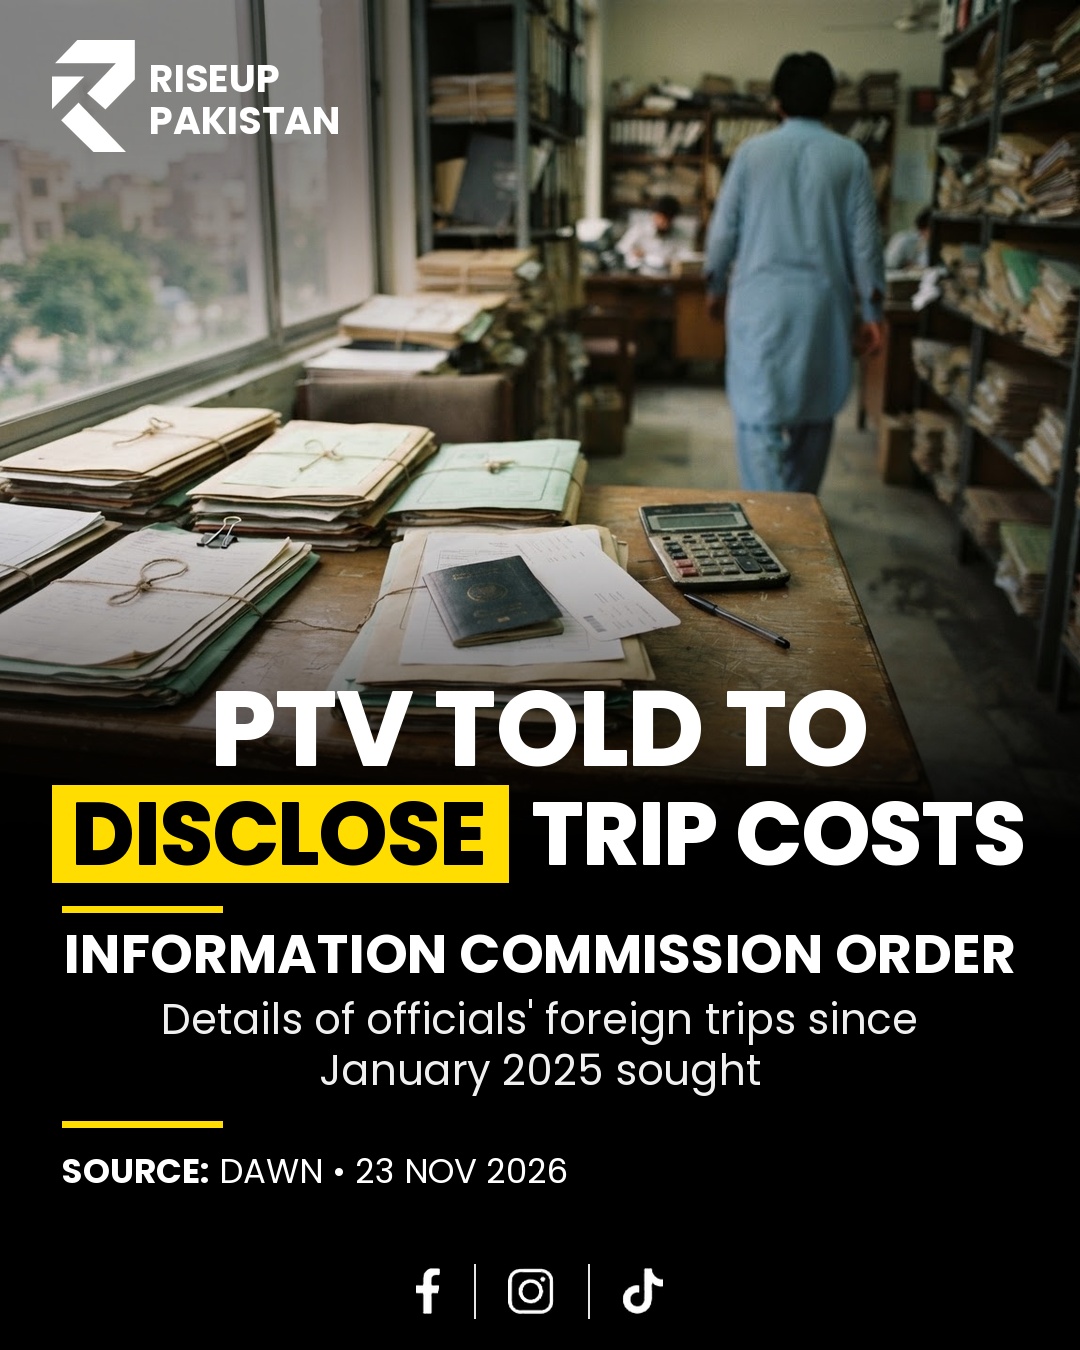 RISEUP
PAKISTAN
PTV TOLD TO
DISCLOSE TRIP COSTS
INFORMATION COMMISSION ORDER
Details of officials' foreign trips since
January 2025 sought
SOURCE: DAWN • 23 NOV 2026